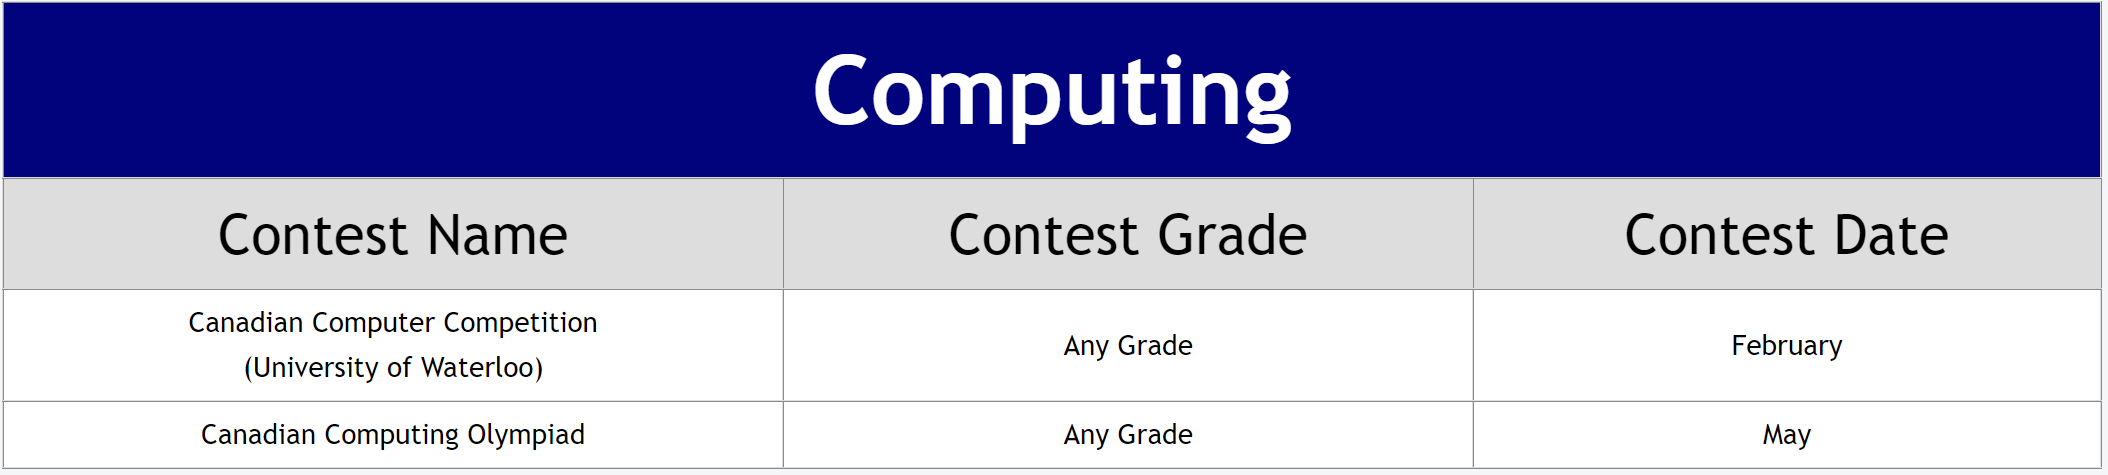 Computing
Contest Name
Contest Grade
Contest Date
Canadian Computer Competition
(University of Waterloo)
Any Grade
February
Canadian Computing Olympiad
Any Grade
May